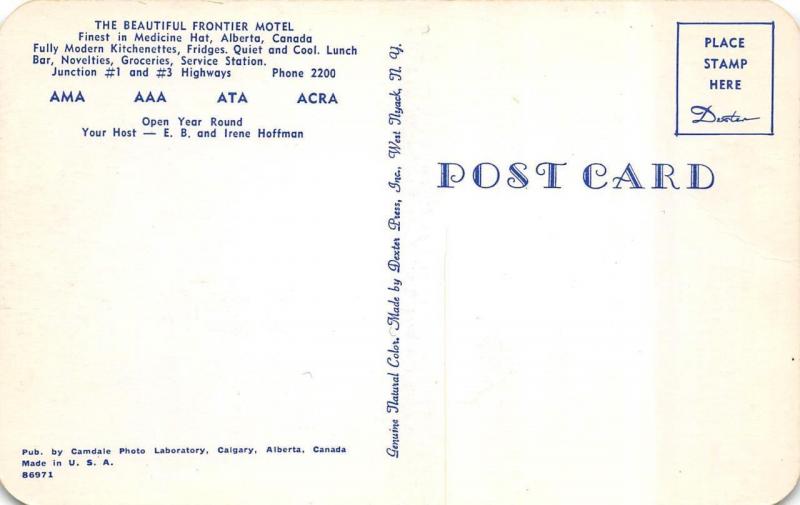 THE BEAUTIFUL FRONTIER MOTEL
Finest in Medicine Hat, Alberta, Canada
Fully Modern Kitchenettes, Fridges. Quiet and Cool. Lunch
Bar, Novelties, Groceries, Service Station.
Junction #1 and #3 Highways Phone 2200
AMA AAA ATA ACRA
Open Year Round
Your Host — E. B. and Irene Hoffman
Pub. by Camdale Photo Laboratory, Calgary, Alberta, Canada
Made in U. S. A.
86971
Genuine Natural Color. Made by Dexter Press, Inc., West Nyack, N. Y.
PLACE
STAMP
HERE
Dexter
POST CARD